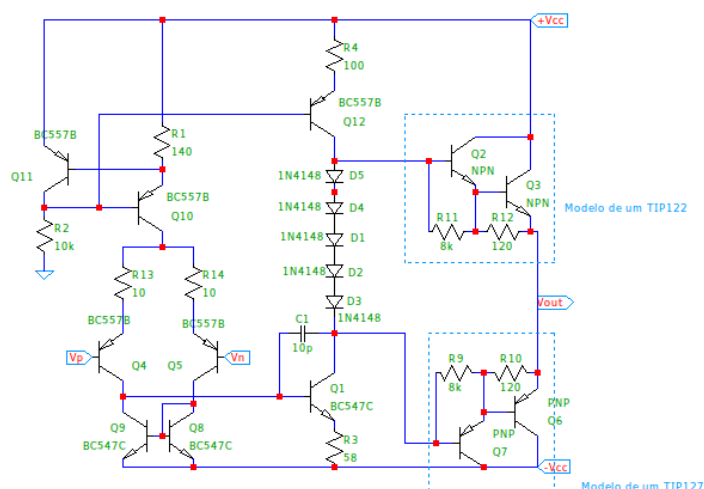 +Vcc
R4
100
BC557B
Q12
BC557B
R1
140
Q11
BC557B
Q10
R2
10k
1N4148
D5
1N4148
D4
1N4148
D1
1N4148
D2
D3
1N4148
Q2
NPN
Q3
NPN
R11
8k
R12
120
Modelo de um TIP122
R13
10
R14
10
BC557B
BC557B
Vp
Q4
Q5
Vn
C1
10p
Vout
Q9
BC547C
Q8
BC547C
Q1
BC547C
R3
58
R9
8k
R10
120
PNP
Q6
PNP
Q7
-Vcc
Modelo de um TIP127